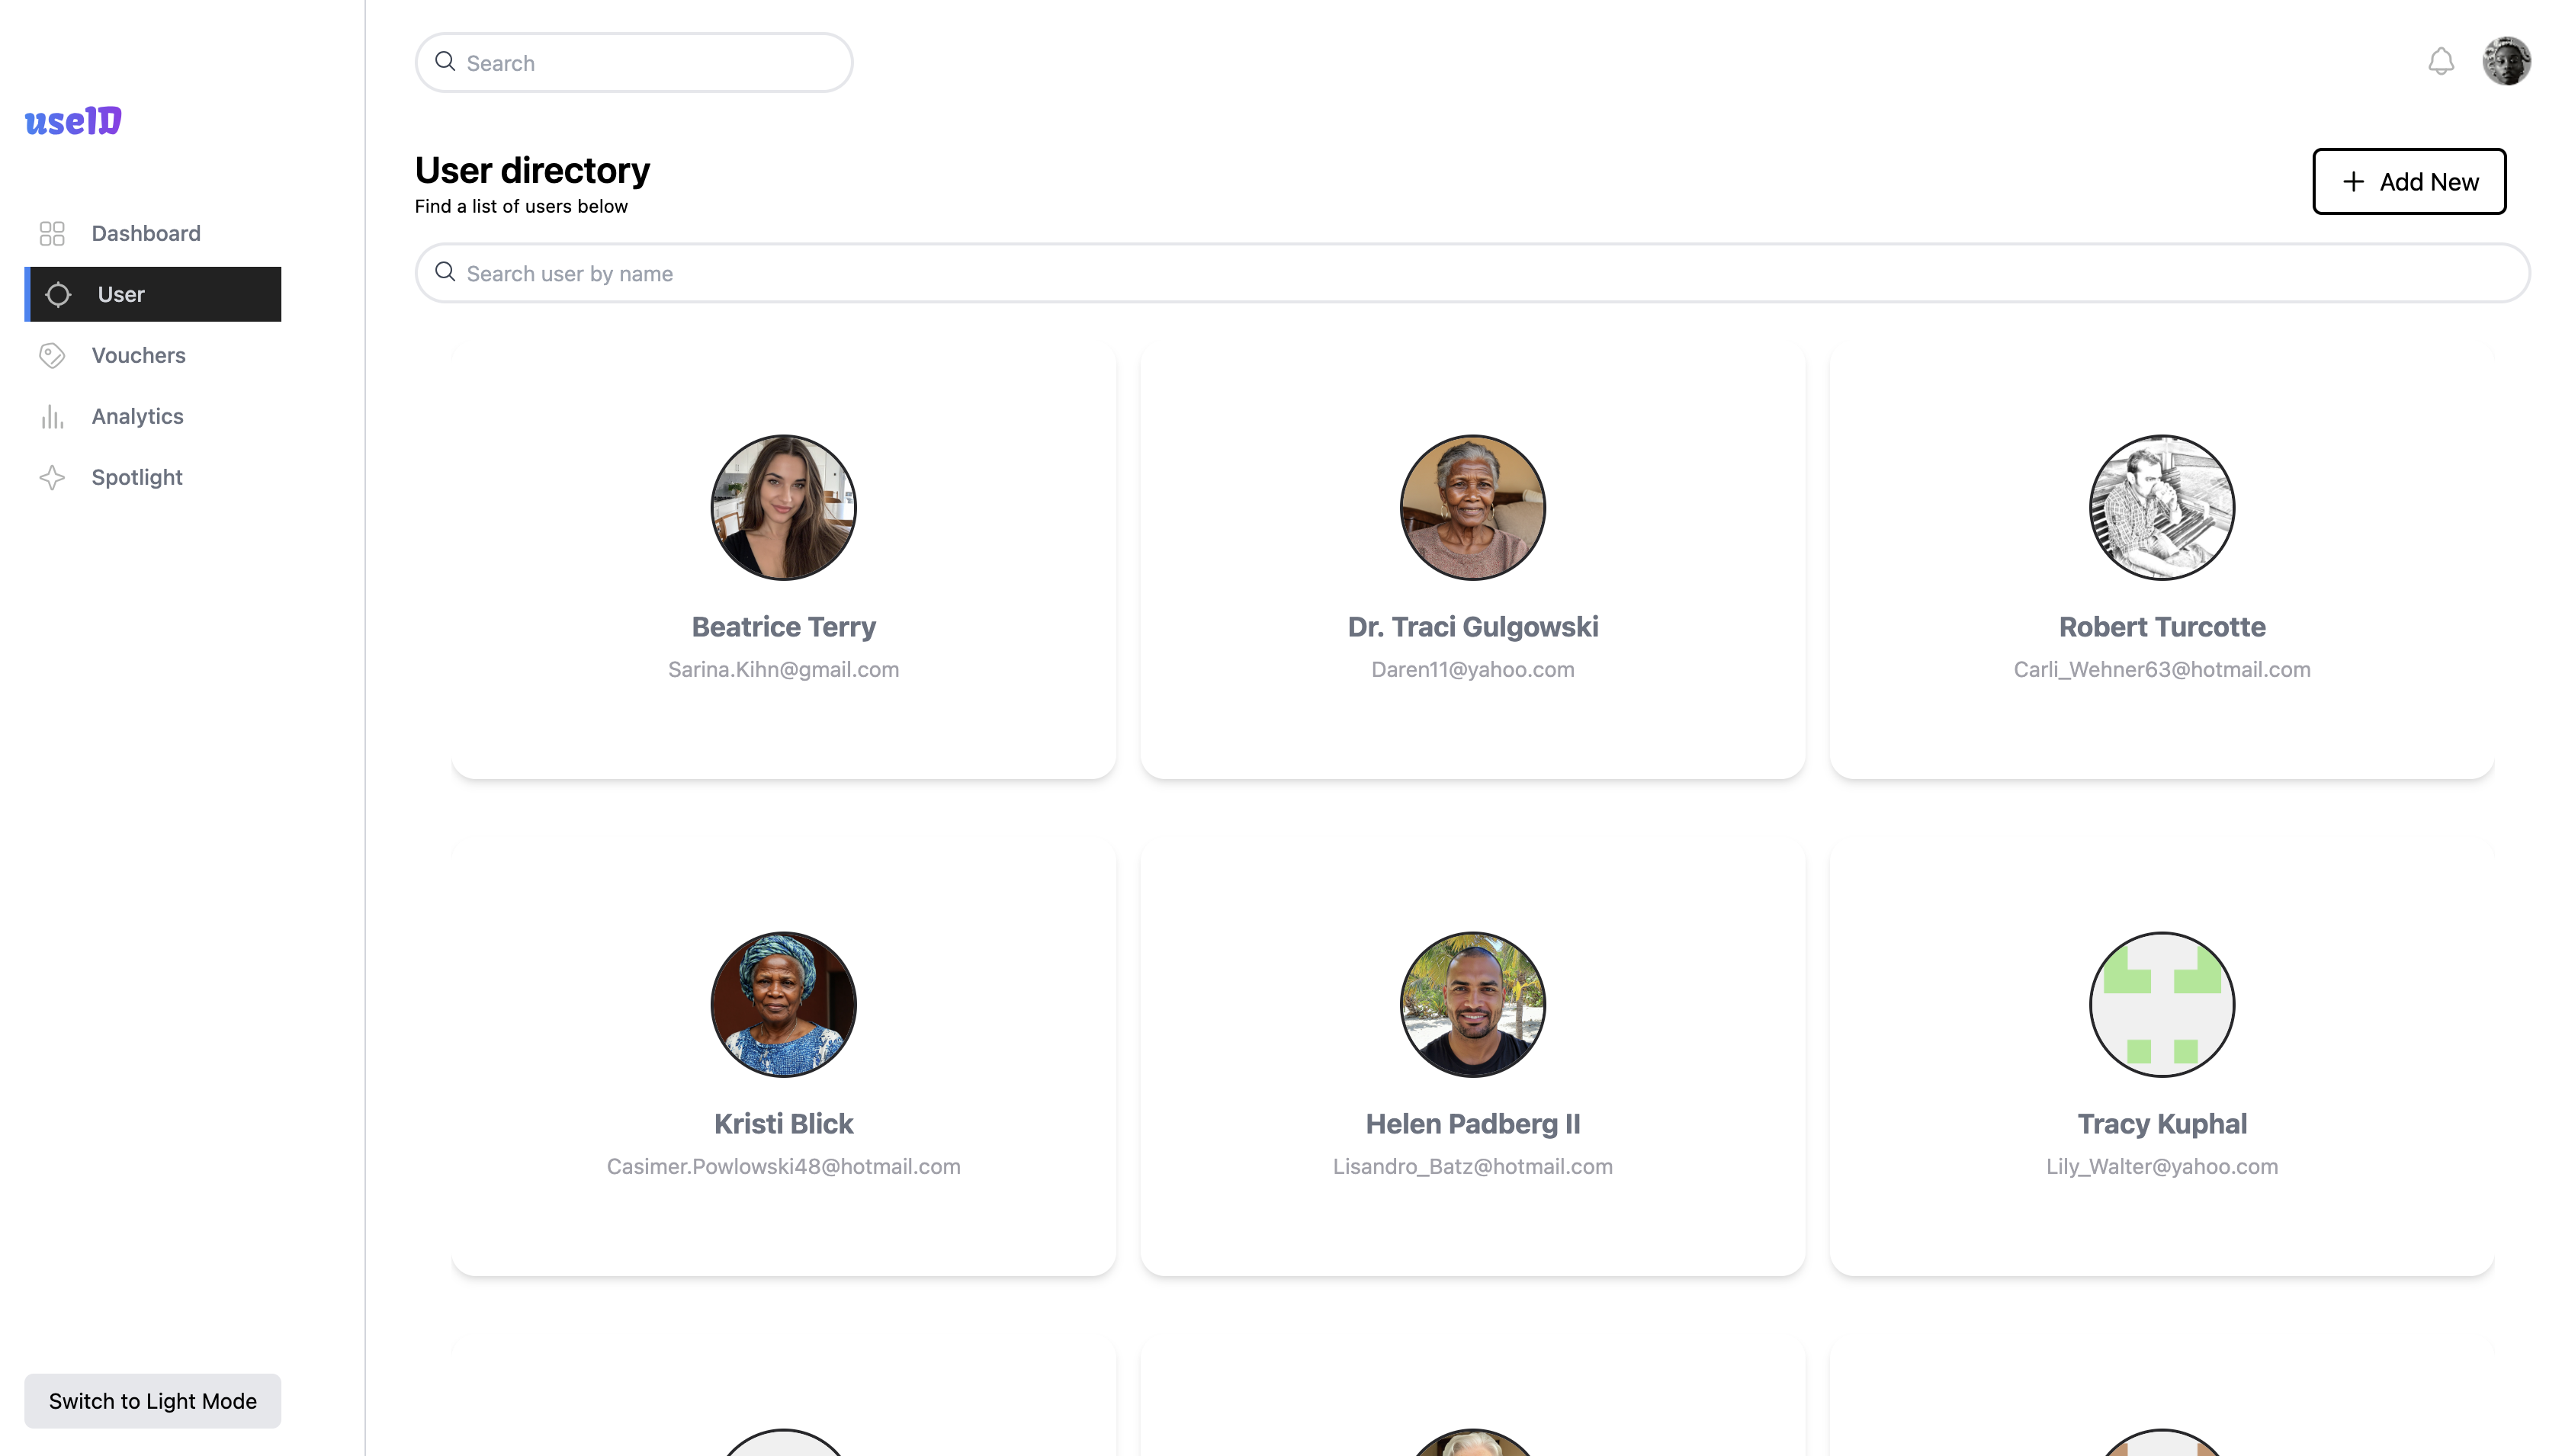 useID
Dashboard
User
Vouchers
Analytics
Spotlight
Switch to Light Mode
Search
User directory
Find a list of users below
Add New
Search user by name
Beatrice Terry
Sarina.Kihn@gmail.com
Dr. Traci Gulgowski
Daren11@yahoo.com
Robert Turcotte
Carli_Wehner63@hotmail.com
Kristi Blick
Casimer.Powlowski48@hotmail.com
Helen Padberg II
Lisandro_Batz@hotmail.com
Tracy Kuphal
Lily_Walter@yahoo.com